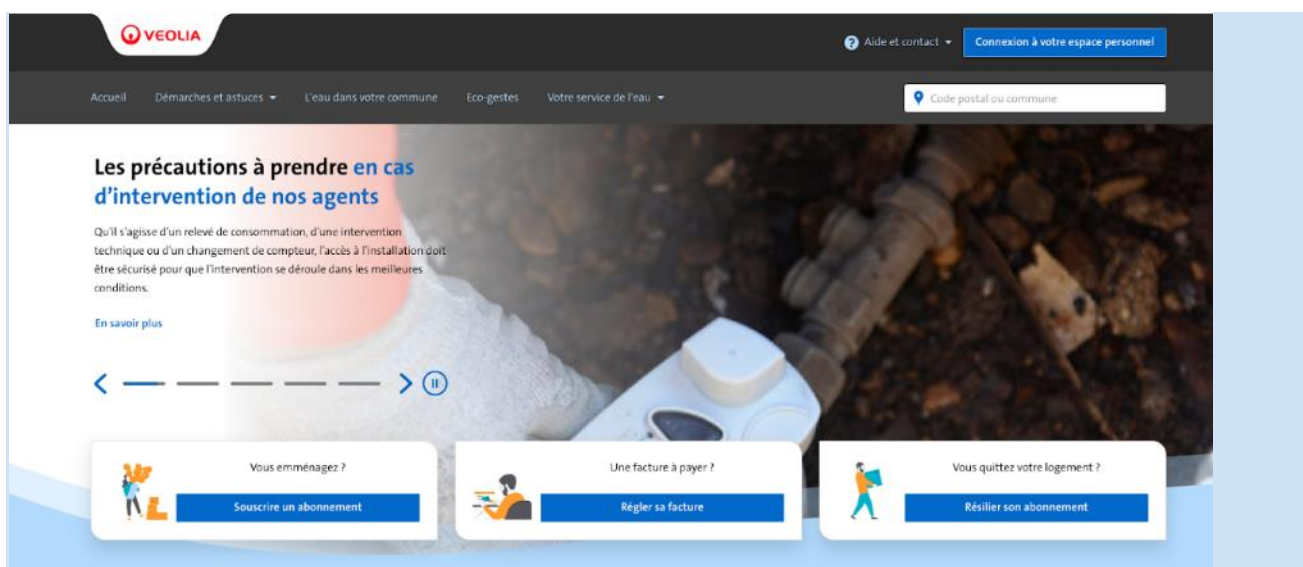 VEOLIA
Aide et contact
Connexion à votre espace personnel
Accueil
Démarches et astuces
L'eau dans votre commune
Eco-gestes
Votre service de l'eau
Code postal ou commune
Les précautions à prendre en cas
d'intervention de nos agents
Qu'il s'agisse d'un relevé de consommation, d'une intervention
technique ou d'un changement de compteur, l'accès à l'installation doit
être sécurisé pour que l'intervention se déroule dans les meilleures
conditions.
En savoir plus
Vous emménagez ?
Souscrire un abonnement
Une facture à payer ?
Régler sa facture
Vous quittez votre logement ?
Résilier son abonnement